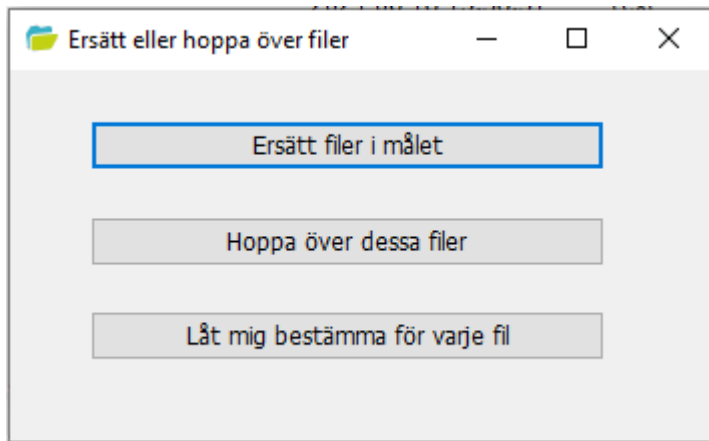 Ersätt eller hoppa över filer
Ersätt filer i målet
Hoppa över dessa filer
Låt mig bestämma för varje fil